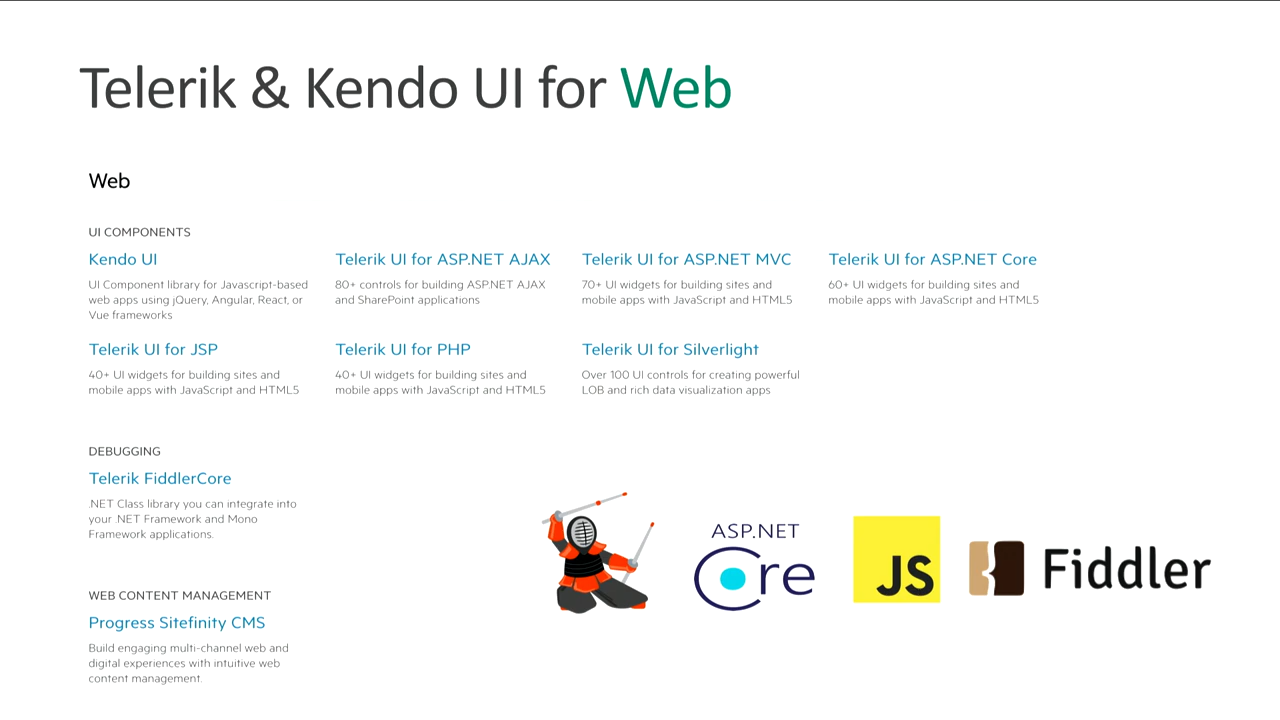 Telerik & Kendo UI for Web
Web
UI COMPONENTS
Kendo UI
UI Component library for Javascript-based
web apps using jQuery, Angular, React, or
Vue frameworks
Telerik UI for ASP.NET AJAX
80+ controls for building ASP.NET AJAX
and SharePoint applications
Telerik UI for ASP.NET MVC
70+ UI widgets for building sites and
mobile apps with JavaScript and HTML5
Telerik UI for ASP.NET Core
60+ UI widgets for building sites and
mobile apps with JavaScript and HTML5
Telerik UI for JSP
40+ UI widgets for building sites and
mobile apps with JavaScript and HTML5
Telerik UI for PHP
40+ UI widgets for building sites and
mobile apps with JavaScript and HTML5
Telerik UI for Silverlight
Over 100 UI controls for creating powerful
LOB and rich data visualization apps
DEBUGGING
Telerik FiddlerCore
.NET Class library you can integrate into
your .NET Framework and Mono
Framework applications.
WEB CONTENT MANAGEMENT
Progress Sitefinity CMS
Build engaging multi-channel web and
digital experiences with intuitive web
content management.
ASP.NET
Core
JS
Fiddler